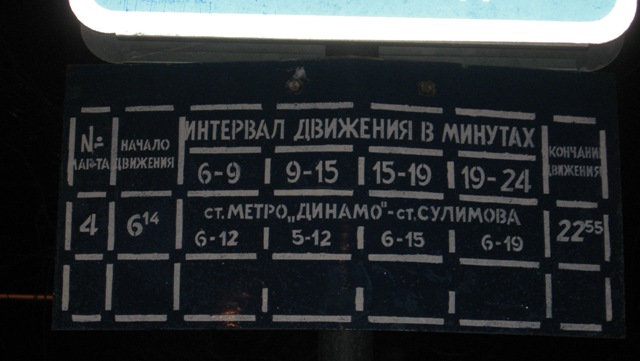 №
МАР-ТА
НАЧАЛО
ДВИЖЕНИЯ
ИНТЕРВАЛ ДВИЖЕНИЯ В МИНУТАХ
КОНЧАНИ
ДВИЖЕНИЯ
6-9 9-15 15-19 19-24
4 6¹⁴ ст.МЕТРО„ДИНАМО"-ст.СУЛИМОВА 22⁵⁵
6-12 5-12 6-15 6-19